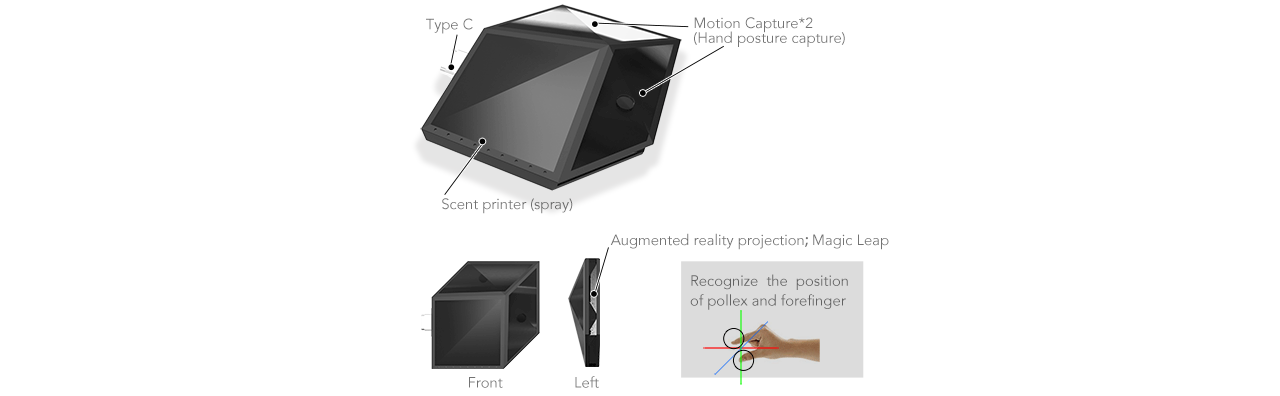 Type C
Motion Capture*2
(Hand posture capture)
Scent printer (spray)
Augmented reality projection; Magic Leap
Recognize the position
of pollex and forefinger
Front
Left